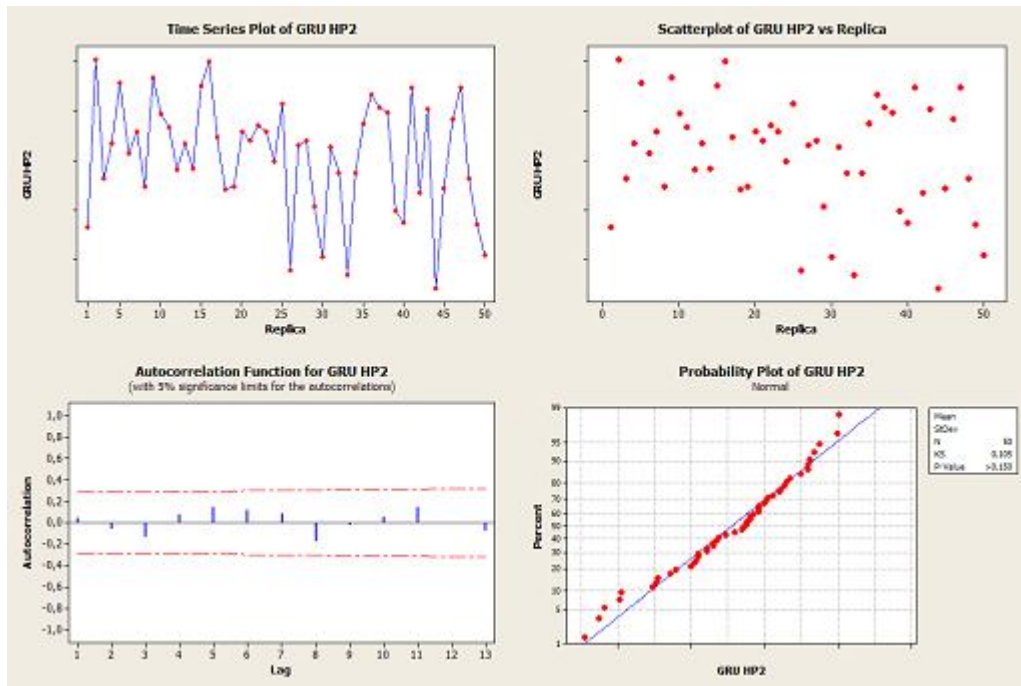 Time Series Plot of GRU HP2
GRU HP2
1 5 10 15 20 25 30 35 40 45 50
Replica
Scatterplot of GRU HP2 vs Replica
GRU HP2
0 10 20 30 40 50
Replica
Autocorrelation Function for GRU HP2
(with 5% significance limits for the autocorrelations)
Autocorrelation
1,0
0,8
0,6
0,4
0,2
0,0
-0,2
-0,4
-0,6
-0,8
-1,0
1 2 3 4 5 6 7 8 9 10 11 12 13
Lag
Probability Plot of GRU HP2
Normal
Percent
99
95
90
80
70
60
50
40
30
20
10
5
1
GRU HP2
Mean
StDev
N 50
KS 0,105
P-Value >0,150